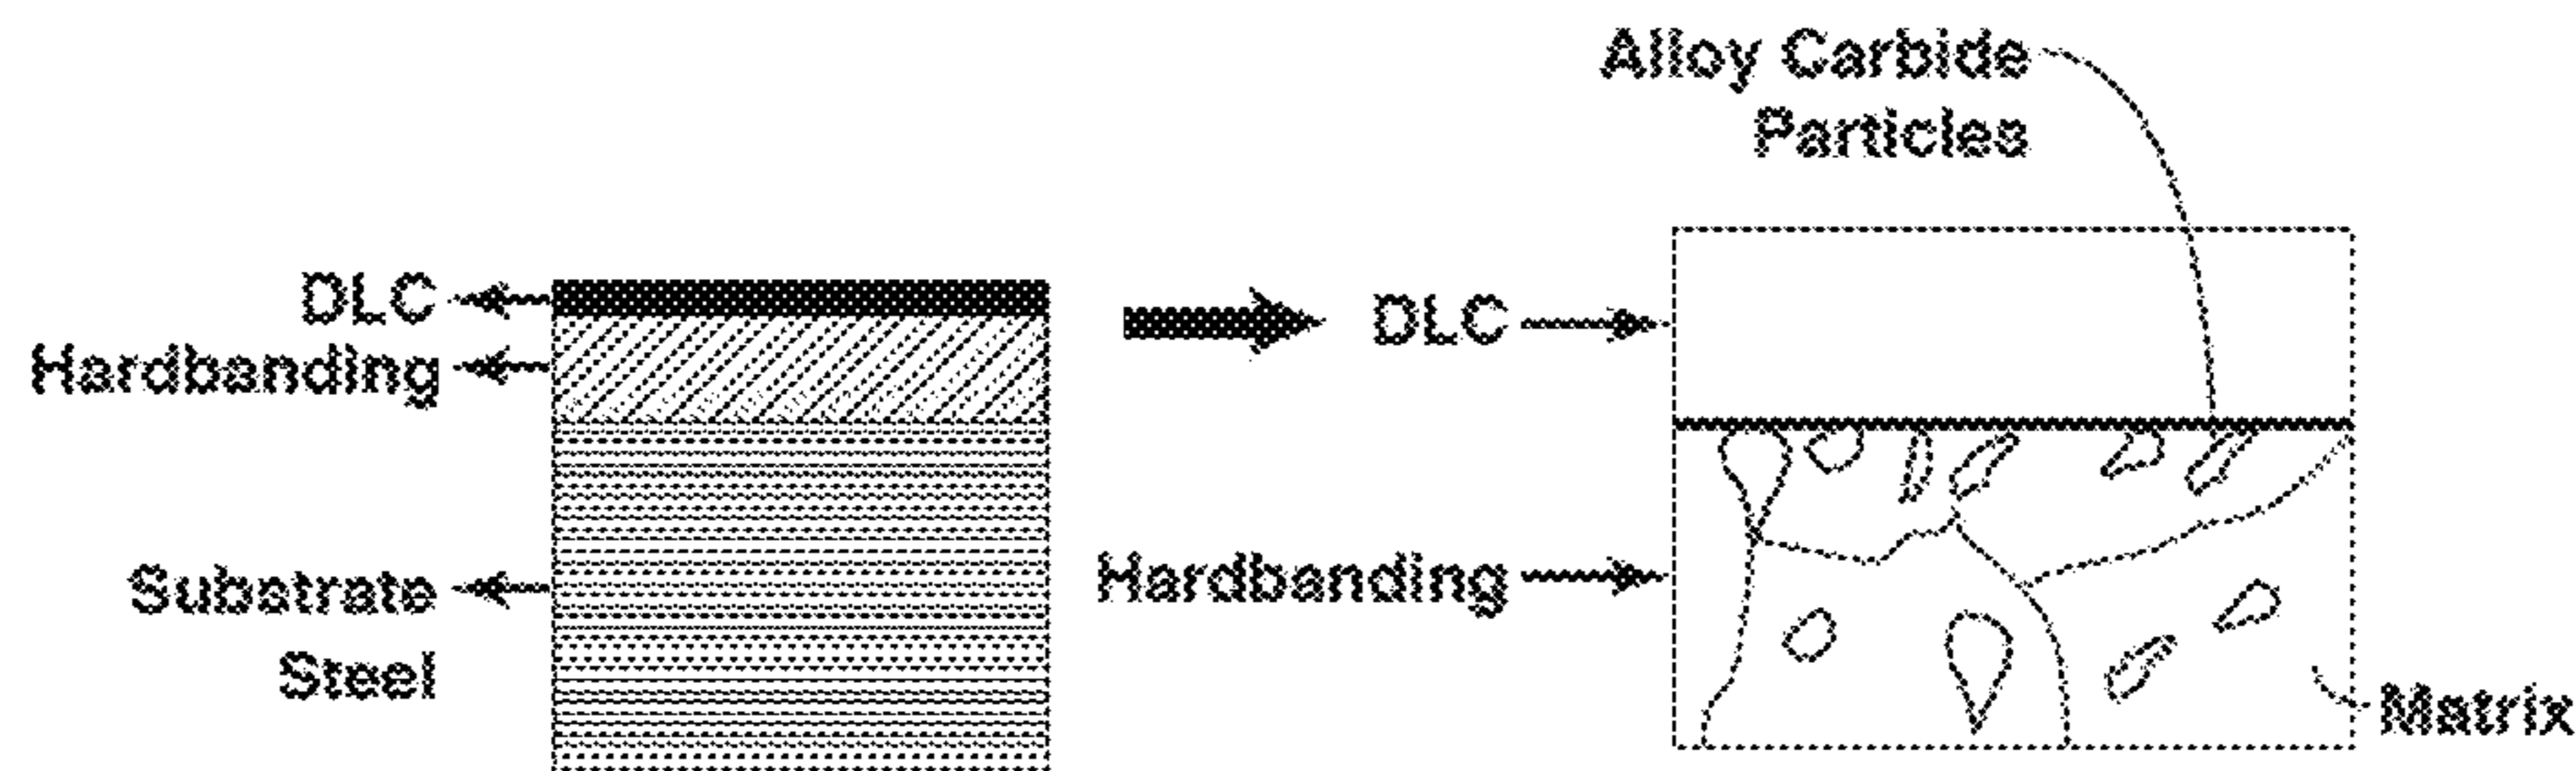 Alloy Carbide
Particles
DLC
Hardbanding
Substrate
Steel
DLC
Hardbanding
Matrix